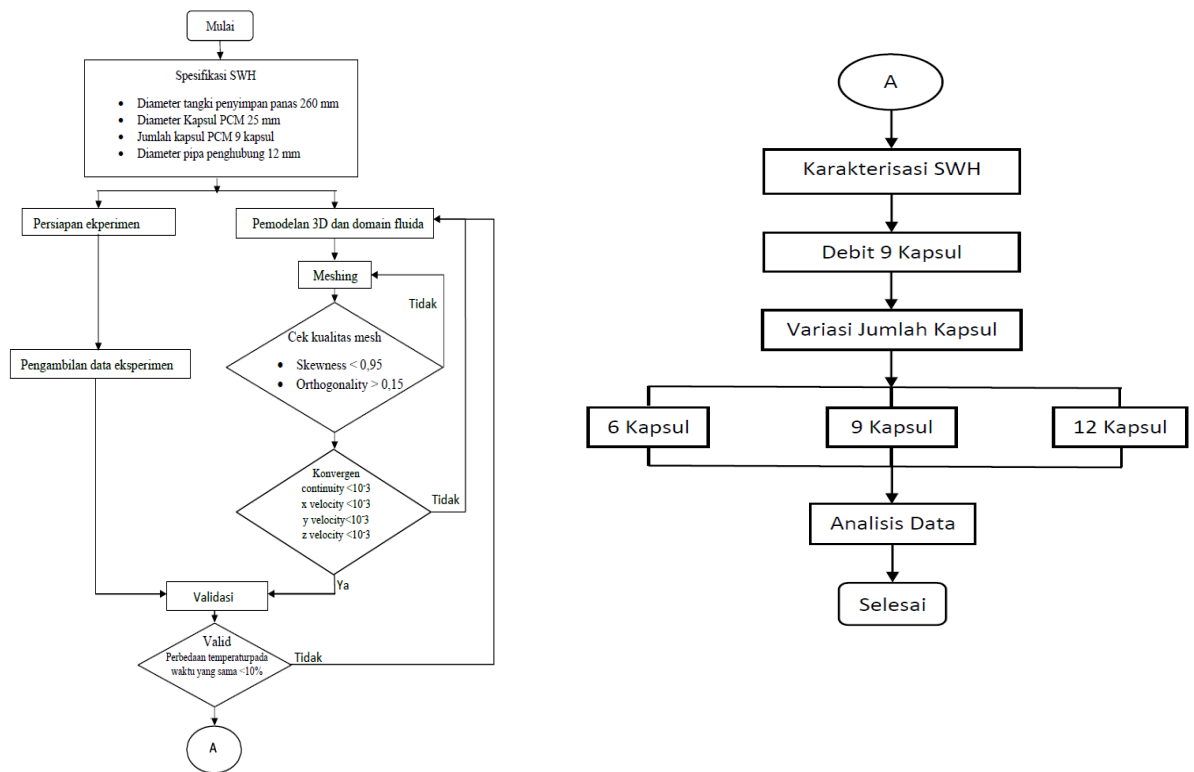 Mulai
Spesifikasi SWH
• Diameter tangki penyimpan panas 260 mm
• Diameter Kapsul PCM 25 mm
• Jumlah kapsul PCM 9 kapsul
• Diameter pipa penghubung 12 mm
Persiapan ekperimen
Pemodelan 3D dan domain fluida
Meshing
Tidak
Cek kualitas mesh
• Skewness < 0,95
• Orthogonality > 0,15
Pengambilan data eksperimen
Konvergen
continuity <10-3
x velocity <10-3
y velocity<10-3
z velocity <10-3
Tidak
Ya
Validasi
Valid
Perbedaan temperaturpada
waktu yang sama <10%
Tidak
A
A
Karakterisasi SWH
Debit 9 Kapsul
Variasi Jumlah Kapsul
6 Kapsul
9 Kapsul
12 Kapsul
Analisis Data
Selesai